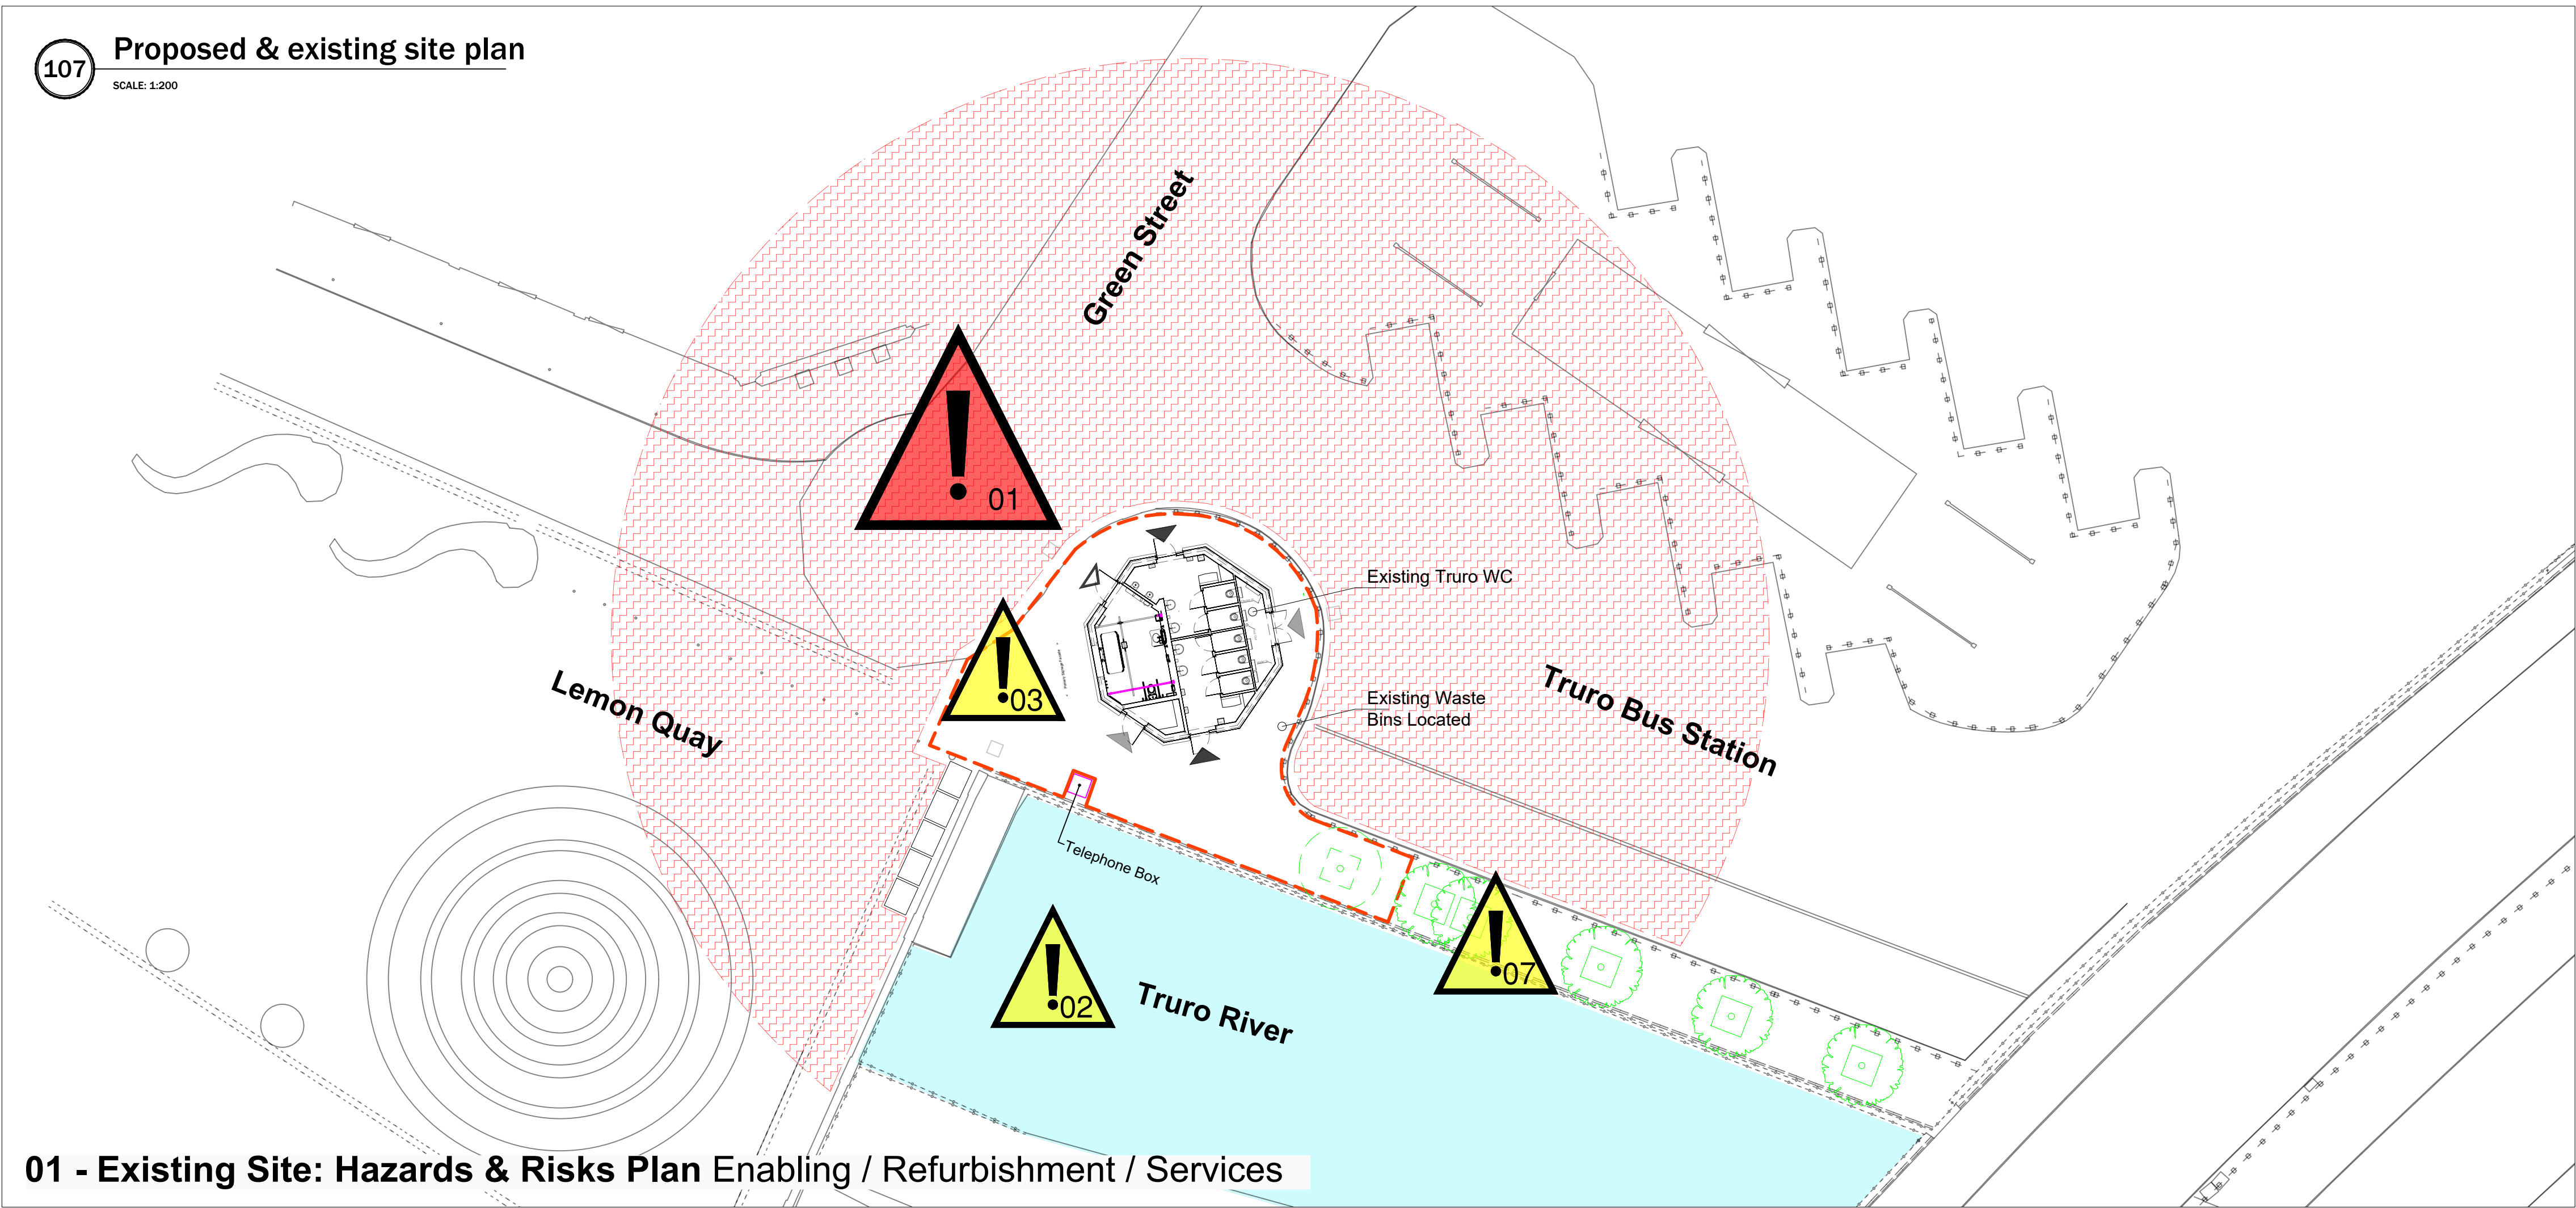 107
Proposed & existing site plan
SCALE: 1:200
Green Street
01
Existing Truro WC
03
Existing Waste
Bins Located
Lemon Quay
Truro Bus Station
Telephone Box
02
Truro River
07
01 - Existing Site: Hazards & Risks Plan Enabling / Refurbishment / Services